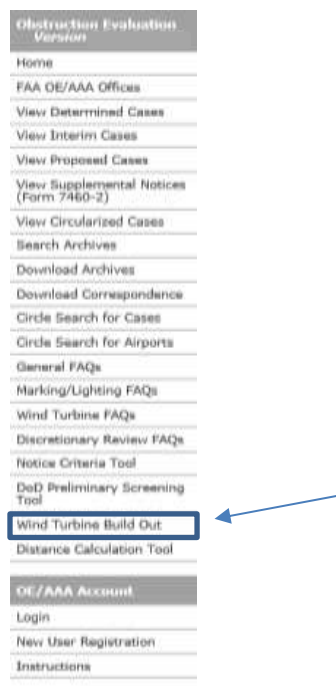 Obstruction Evaluation
Version
Home
FAA OE/AAA Offices
View Determined Cases
View Interim Cases
View Proposed Cases
View Supplemental Notices
(Form 7460-2)
View Circularized Cases
Search Archives
Download Archives
Download Correspondence
Circle Search for Cases
Circle Search for Airports
General FAQs
Marking/Lighting FAQs
Wind Turbine FAQs
Discretionary Review FAQs
Notice Criteria Tool
DoD Preliminary Screening
Tool
Wind Turbine Build Out
Distance Calculation Tool
OE/AAA Account
Login
New User Registration
Instructions